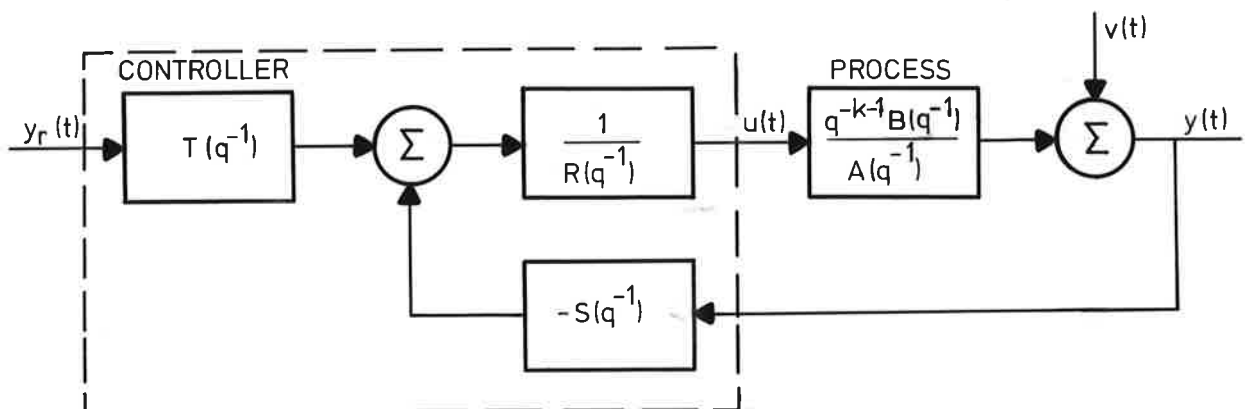 CONTROLLER
PROCESS
v(t)
y_r(t)
T(q^{-1})
Σ
1
R(q^{-1})
u(t)
q^{-k-1} B(q^{-1})
A(q^{-1})
Σ
y(t)
-S(q^{-1})